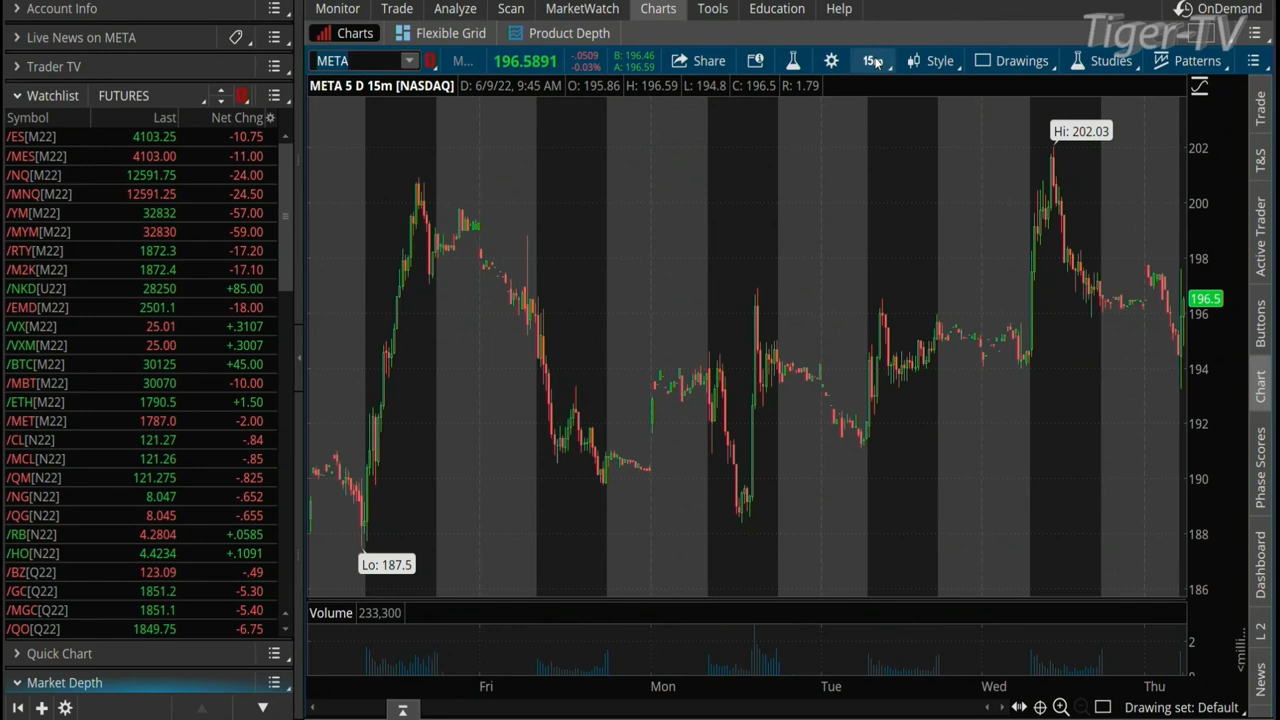 Account Info
Monitor Trade Analyze Scan MarketWatch Charts Tools Education Help
OnDemand
Tiger-TV
Live News on META
Charts Flexible Grid Product Depth
Trader TV
META M... 196.5891 -.0509 -0.03% B: 196.46 A: 196.59 Share 15m Style Drawings Studies Patterns
META 5 D 15m [NASDAQ] D: 6/9/22, 9:45 AM O: 195.86 H: 196.59 L: 194.8 C: 196.5 R: 1.79
Watchlist FUTURES
Symbol Last Net Chng
/ES[M22] 4103.25 -10.75
/MES[M22] 4103.00 -11.00
/NQ[M22] 12591.75 -24.00
/MNQ[M22] 12591.25 -24.50
/YM[M22] 32832 -57.00
/MYM[M22] 32830 -59.00
/RTY[M22] 1872.3 -17.20
/M2K[M22] 1872.4 -17.10
/NKD[U22] 28250 +85.00
/EMD[M22] 2501.1 -18.00
/VX[M22] 25.01 +.3107
/VXM[M22] 25.00 +.3007
/BTC[M22] 30125 +45.00
/MBT[M22] 30070 -10.00
/ETH[M22] 1790.5 +1.50
/MET[M22] 1787.0 -2.00
/CL[N22] 121.27 -.84
/MCL[N22] 121.26 -.85
/QM[N22] 121.275 -.825
/NG[N22] 8.047 -.652
/QG[N22] 8.045 -.655
/RB[N22] 4.2804 +.0585
/HO[N22] 4.4234 +.1091
/BZ[Q22] 123.09 -.49
/GC[Q22] 1851.2 -5.30
/MGC[Q22] 1851.1 -5.40
/QO[Q22] 1849.75 -6.75
Quick Chart
Market Depth
Hi: 202.03
Lo: 187.5
202
200
198
196.5
196
194
192
190
188
186
Volume 233,300
2
0
<milli...
Fri Mon Tue Wed Thu
Drawing set: Default
Trade
T&S
Active Trader
Buttons
Chart
Phase Scores
Dashboard
L 2
News